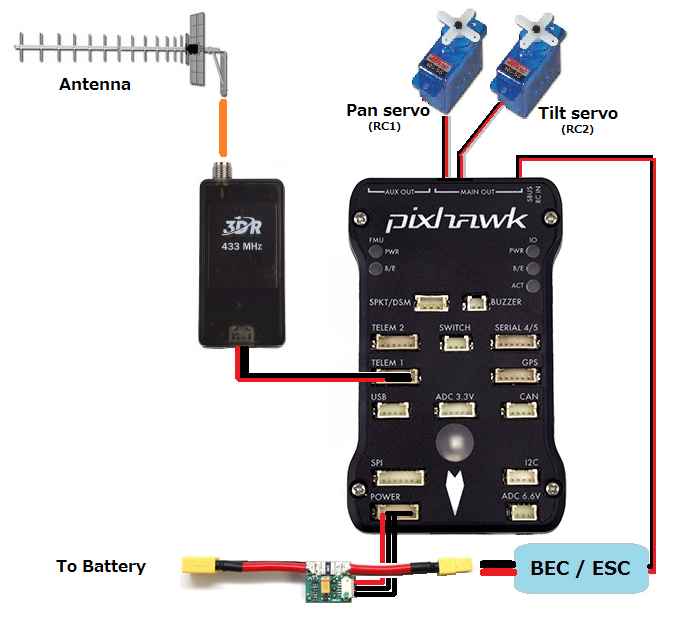 Antenna
Pan servo
(RC1)
Tilt servo
(RC2)
3DR
433 MHz
AUX OUT
MAIN OUT
SBUS
RC IN
pixhawk
FMU
PWR
B/E
IO
PWR
B/E
ACT
SPKT/DSM
BUZZER
TELEM 2
SWITCH
SERIAL 4/5
TELEM 1
GPS
USB
ADC 3.3V
CAN
SPI
I2C
POWER
ADC 6.6V
To Battery
BEC / ESC